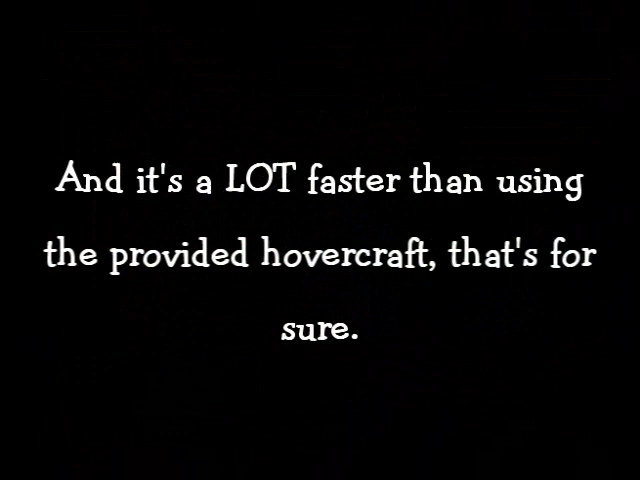 And it's a LOT faster than using
the provided hovercraft, that's for
sure.